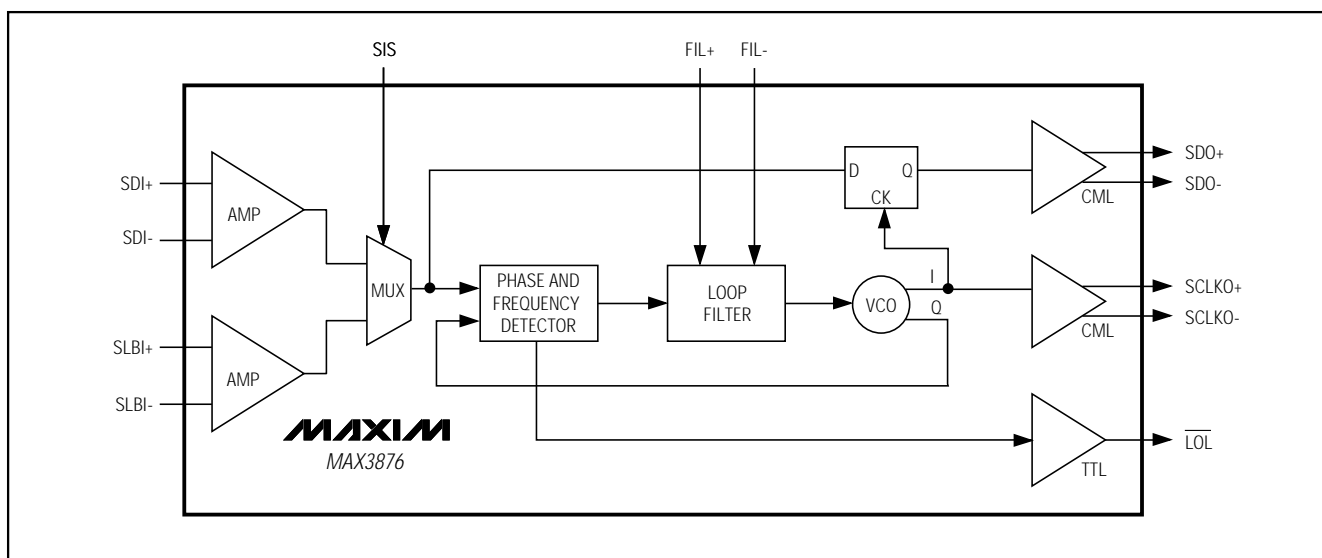 SIS
FIL+ FIL-
SDI+
SDI-
AMP
SLBI+
SLBI-
AMP
MUX
PHASE AND
FREQUENCY
DETECTOR
LOOP
FILTER
VCO
I
Q
D Q
CK
CML
SDO+
SDO-
CML
SCLKO+
SCLKO-
TTL
L̅O̅L̅
MAXIM
MAX3876